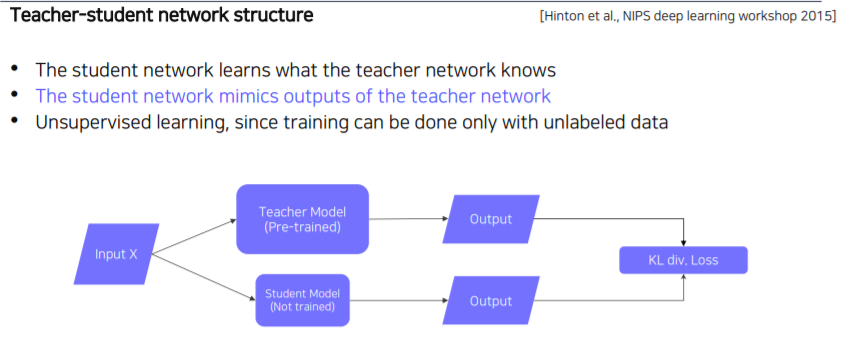 Teacher-student network structure
[Hinton et al., NIPS deep learning workshop 2015]
• The student network learns what the teacher network knows
• The student network mimics outputs of the teacher network
• Unsupervised learning, since training can be done only with unlabeled data
Input X
Teacher Model
(Pre-trained)
Output
Student Model
(Not trained)
Output
KL div. Loss